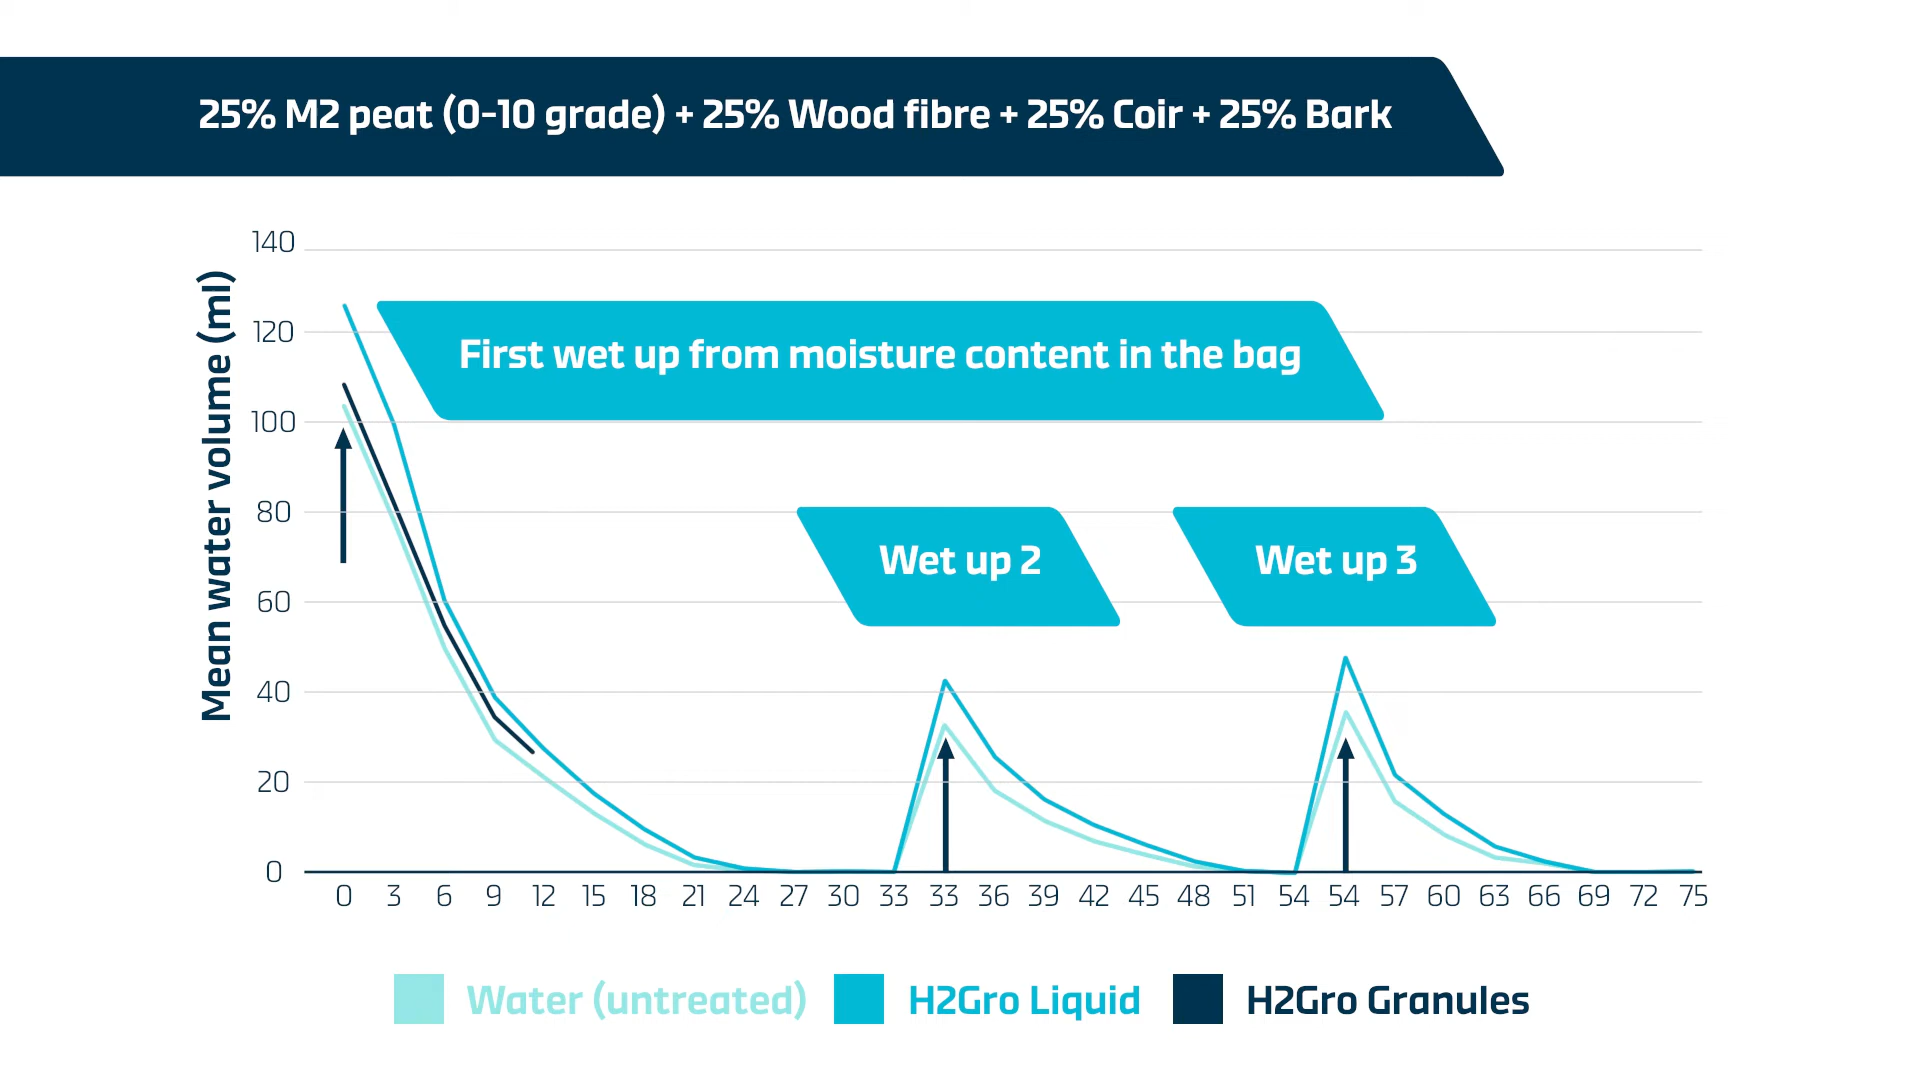 25% M2 peat (0-10 grade) + 25% Wood fibre + 25% Coir + 25% Bark
Mean water volume (ml)
140
120
100
80
60
40
20
0
First wet up from moisture content in the bag
Wet up 2
Wet up 3
0 3 6 9 12 15 18 21 24 27 30 33 33 36 39 42 45 48 51 54 54 57 60 63 66 69 72 75
Water (untreated) H2Gro Liquid H2Gro Granules